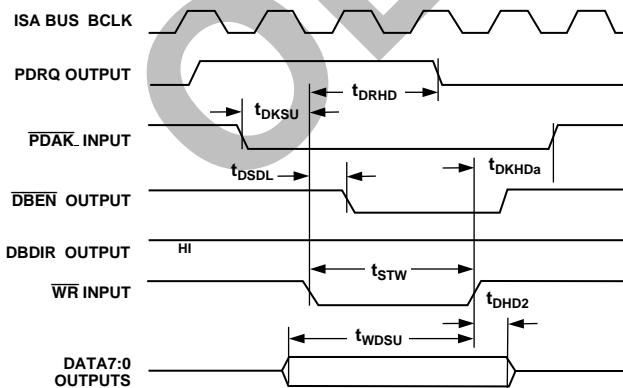 ISA BUS BCLK
PDRQ OUTPUT
tDRHD
tDKSU
PDAK INPUT
tDKHDa
tDSDL
DBEN OUTPUT
DBDIR OUTPUT
HI
tSTW
WR INPUT
tDHD2
tWDSU
DATA7:0
OUTPUTS